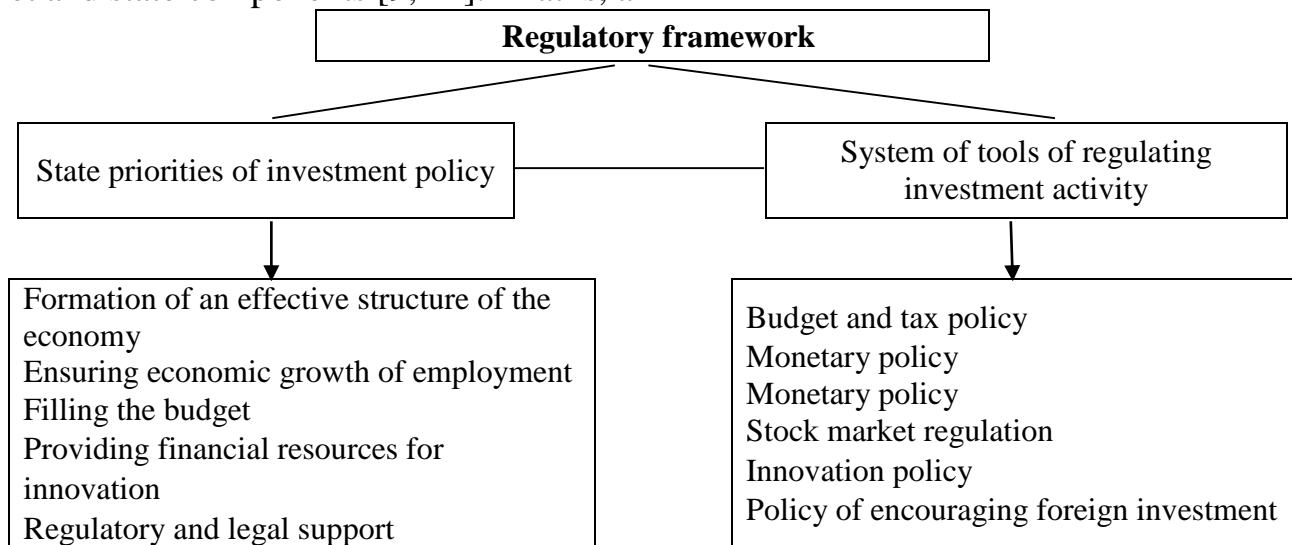 Regulatory framework
State priorities of investment policy
System of tools of regulating
investment activity
Formation of an effective structure of the
economy
Ensuring economic growth of employment
Filling the budget
Providing financial resources for
innovation
Regulatory and legal support
Budget and tax policy
Monetary policy
Monetary policy
Stock market regulation
Innovation policy
Policy of encouraging foreign investment